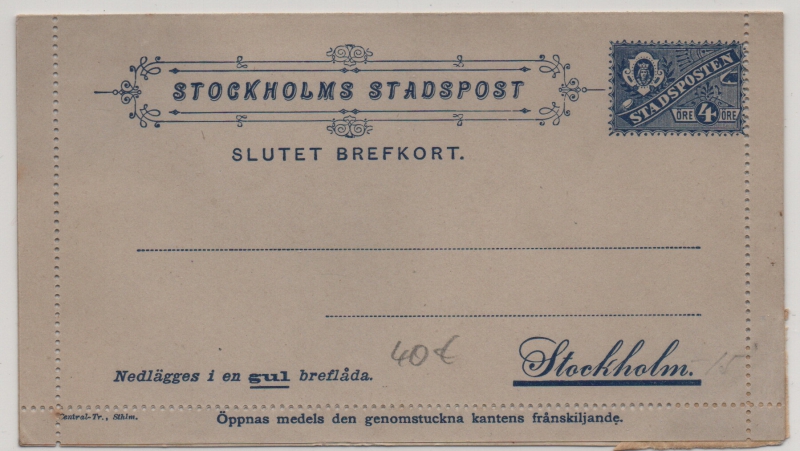 STOCKHOLMS STADSPOST
STADSPOSTEN
ÖRE 4 ÖRE
SLUTET BREFKORT.
40 €
Stockholm.
-15
Nedlägges i en gul breflåda.
Central-Tr., Sthlm.
Öppnas medels den genomstuckna kantens frånskiljande.